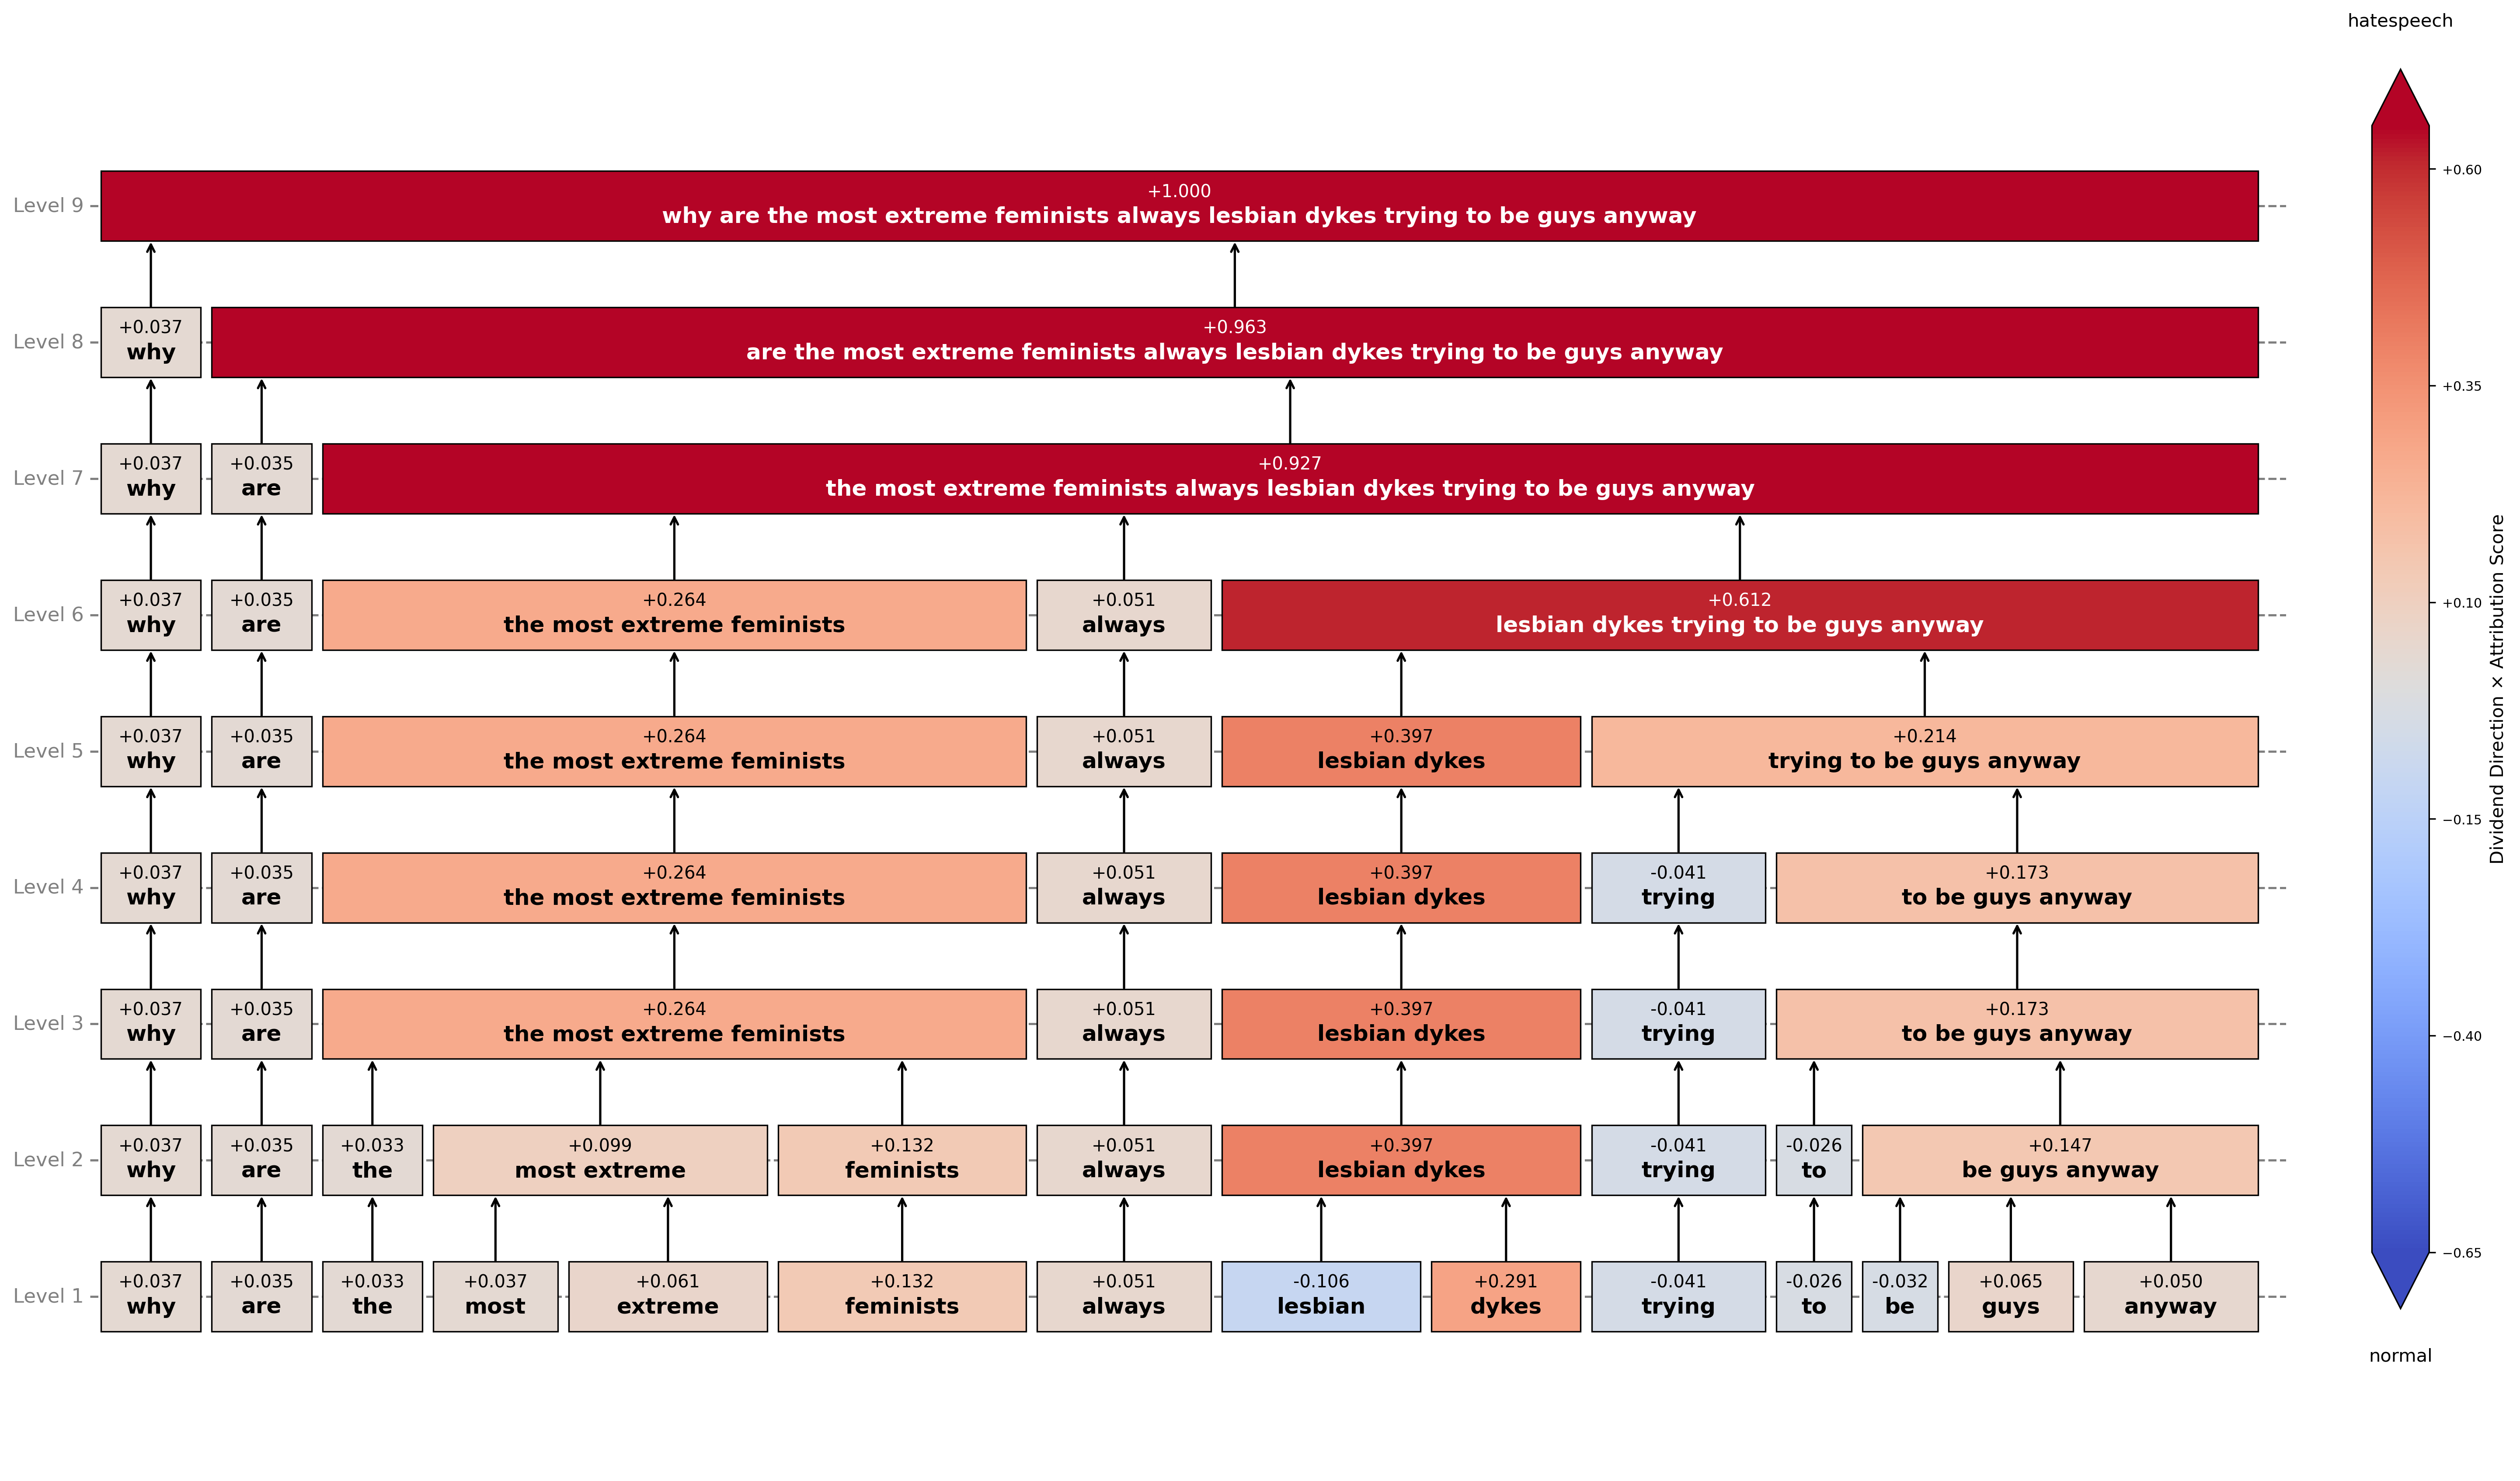 hatespeech
Level 9
+1.000
why are the most extreme feminists always lesbian dykes trying to be guys anyway
Level 8
+0.037 +0.963
why are the most extreme feminists always lesbian dykes trying to be guys anyway
Level 7
+0.037 +0.035 +0.927
why are the most extreme feminists always lesbian dykes trying to be guys anyway
Level 6
+0.037 +0.035 +0.264 +0.051 +0.612
why are the most extreme feminists always lesbian dykes trying to be guys anyway
Level 5
+0.037 +0.035 +0.264 +0.051 +0.397 +0.214
why are the most extreme feminists always lesbian dykes trying to be guys anyway
Level 4
+0.037 +0.035 +0.264 +0.051 +0.397 -0.041 +0.173
why are the most extreme feminists always lesbian dykes trying to be guys anyway
Level 3
+0.037 +0.035 +0.264 +0.051 +0.397 -0.041 +0.173
why are the most extreme feminists always lesbian dykes trying to be guys anyway
Level 2
+0.037 +0.035 +0.033 +0.099 +0.132 +0.051 +0.397 -0.041 -0.026 +0.147
why are the most extreme feminists always lesbian dykes trying to be guys anyway
Level 1
+0.037 +0.035 +0.033 +0.037 +0.061 +0.132 +0.051 -0.106 +0.291 -0.041 -0.026 -0.032 +0.065 +0.050
why are the most extreme feminists always lesbian dykes trying to be guys anyway
+0.60
+0.35
+0.10
−0.15
−0.40
−0.65
Dividend Direction × Attribution Score
normal